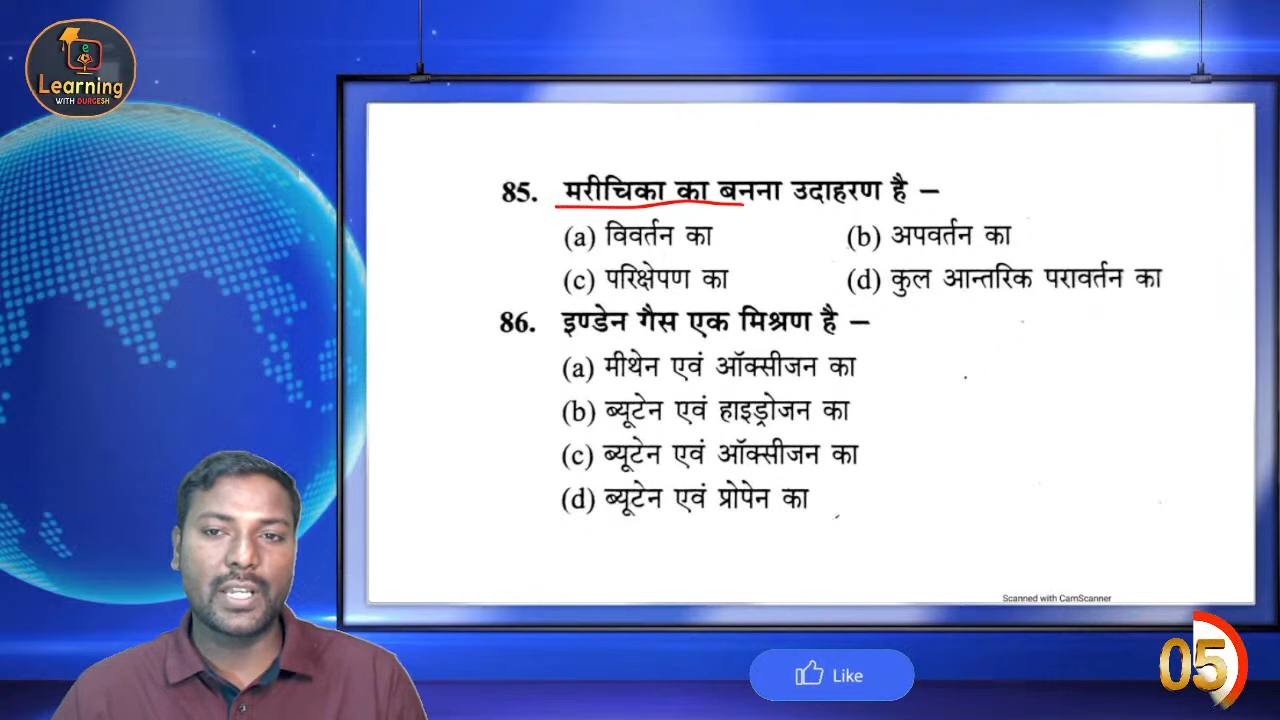 e
Learning
WITH DURGESH
85. मरीचिका का बनना उदाहरण है –
(a) विवर्तन का (b) अपवर्तन का
(c) परिक्षेपण का (d) कुल आन्तरिक परावर्तन का
86. इण्डेन गैस एक मिश्रण है –
(a) मीथेन एवं ऑक्सीजन का
(b) ब्यूटेन एवं हाइड्रोजन का
(c) ब्यूटेन एवं ऑक्सीजन का
(d) ब्यूटेन एवं प्रोपेन का
Scanned with CamScanner
Like
05